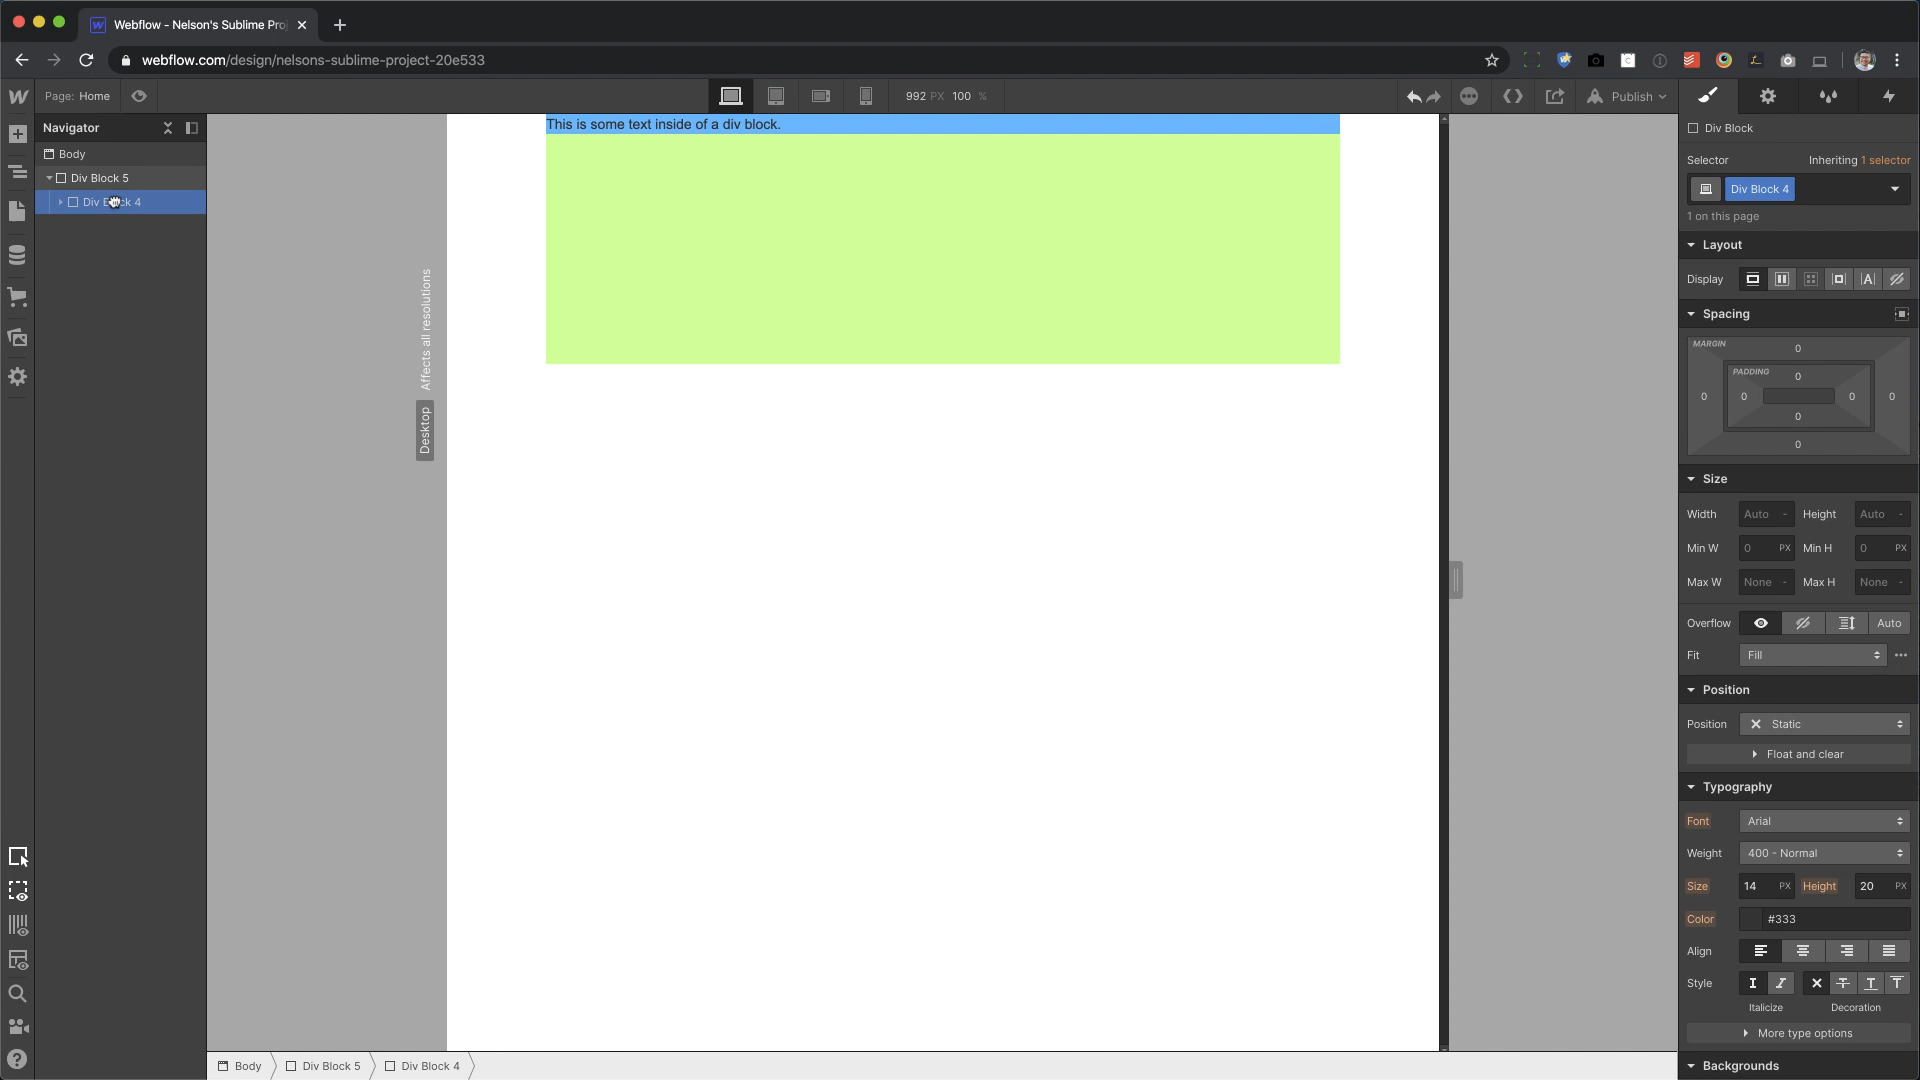 Webflow - Nelson's Sublime Pro
webflow.com/design/nelsons-sublime-project-20e533
Page: Home
992 PX 100 %
Publish
Navigator
Body
Div Block 5
Div Block 4
This is some text inside of a div block.
Affects all resolutions
Desktop
Div Block
Selector
Inheriting 1 selector
Div Block 4
1 on this page
Layout
Display
Spacing
MARGIN
0
PADDING
0
0 0 0 0
0
0
Size
Width Auto - Height Auto -
Min W 0 PX Min H 0 PX
Max W None - Max H None -
Overflow Auto
Fit Fill
Position
Position Static
Float and clear
Typography
Font Arial
Weight 400 - Normal
Size 14 PX Height 20 PX
Color #333
Align
Style
Italicize Decoration
More type options
Backgrounds
Body Div Block 5 Div Block 4